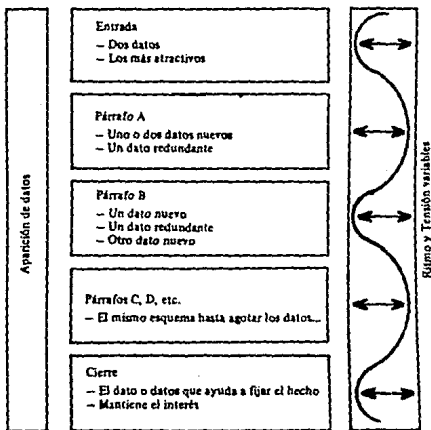 Aparición de datos
Entrada
– Dos datos
– Los más atractivos
Párrafo A
– Uno o dos datos nuevos
– Un dato redundante
Párrafo B
– Un dato nuevo
– Un dato redundante
– Otro dato nuevo
Párrafos C, D, etc.
– El mismo esquema hasta agotar los datos...
Cierre
– El dato o datos que ayuda a fijar el hecho
– Mantiene el interés
Ritmo y Tensión variables